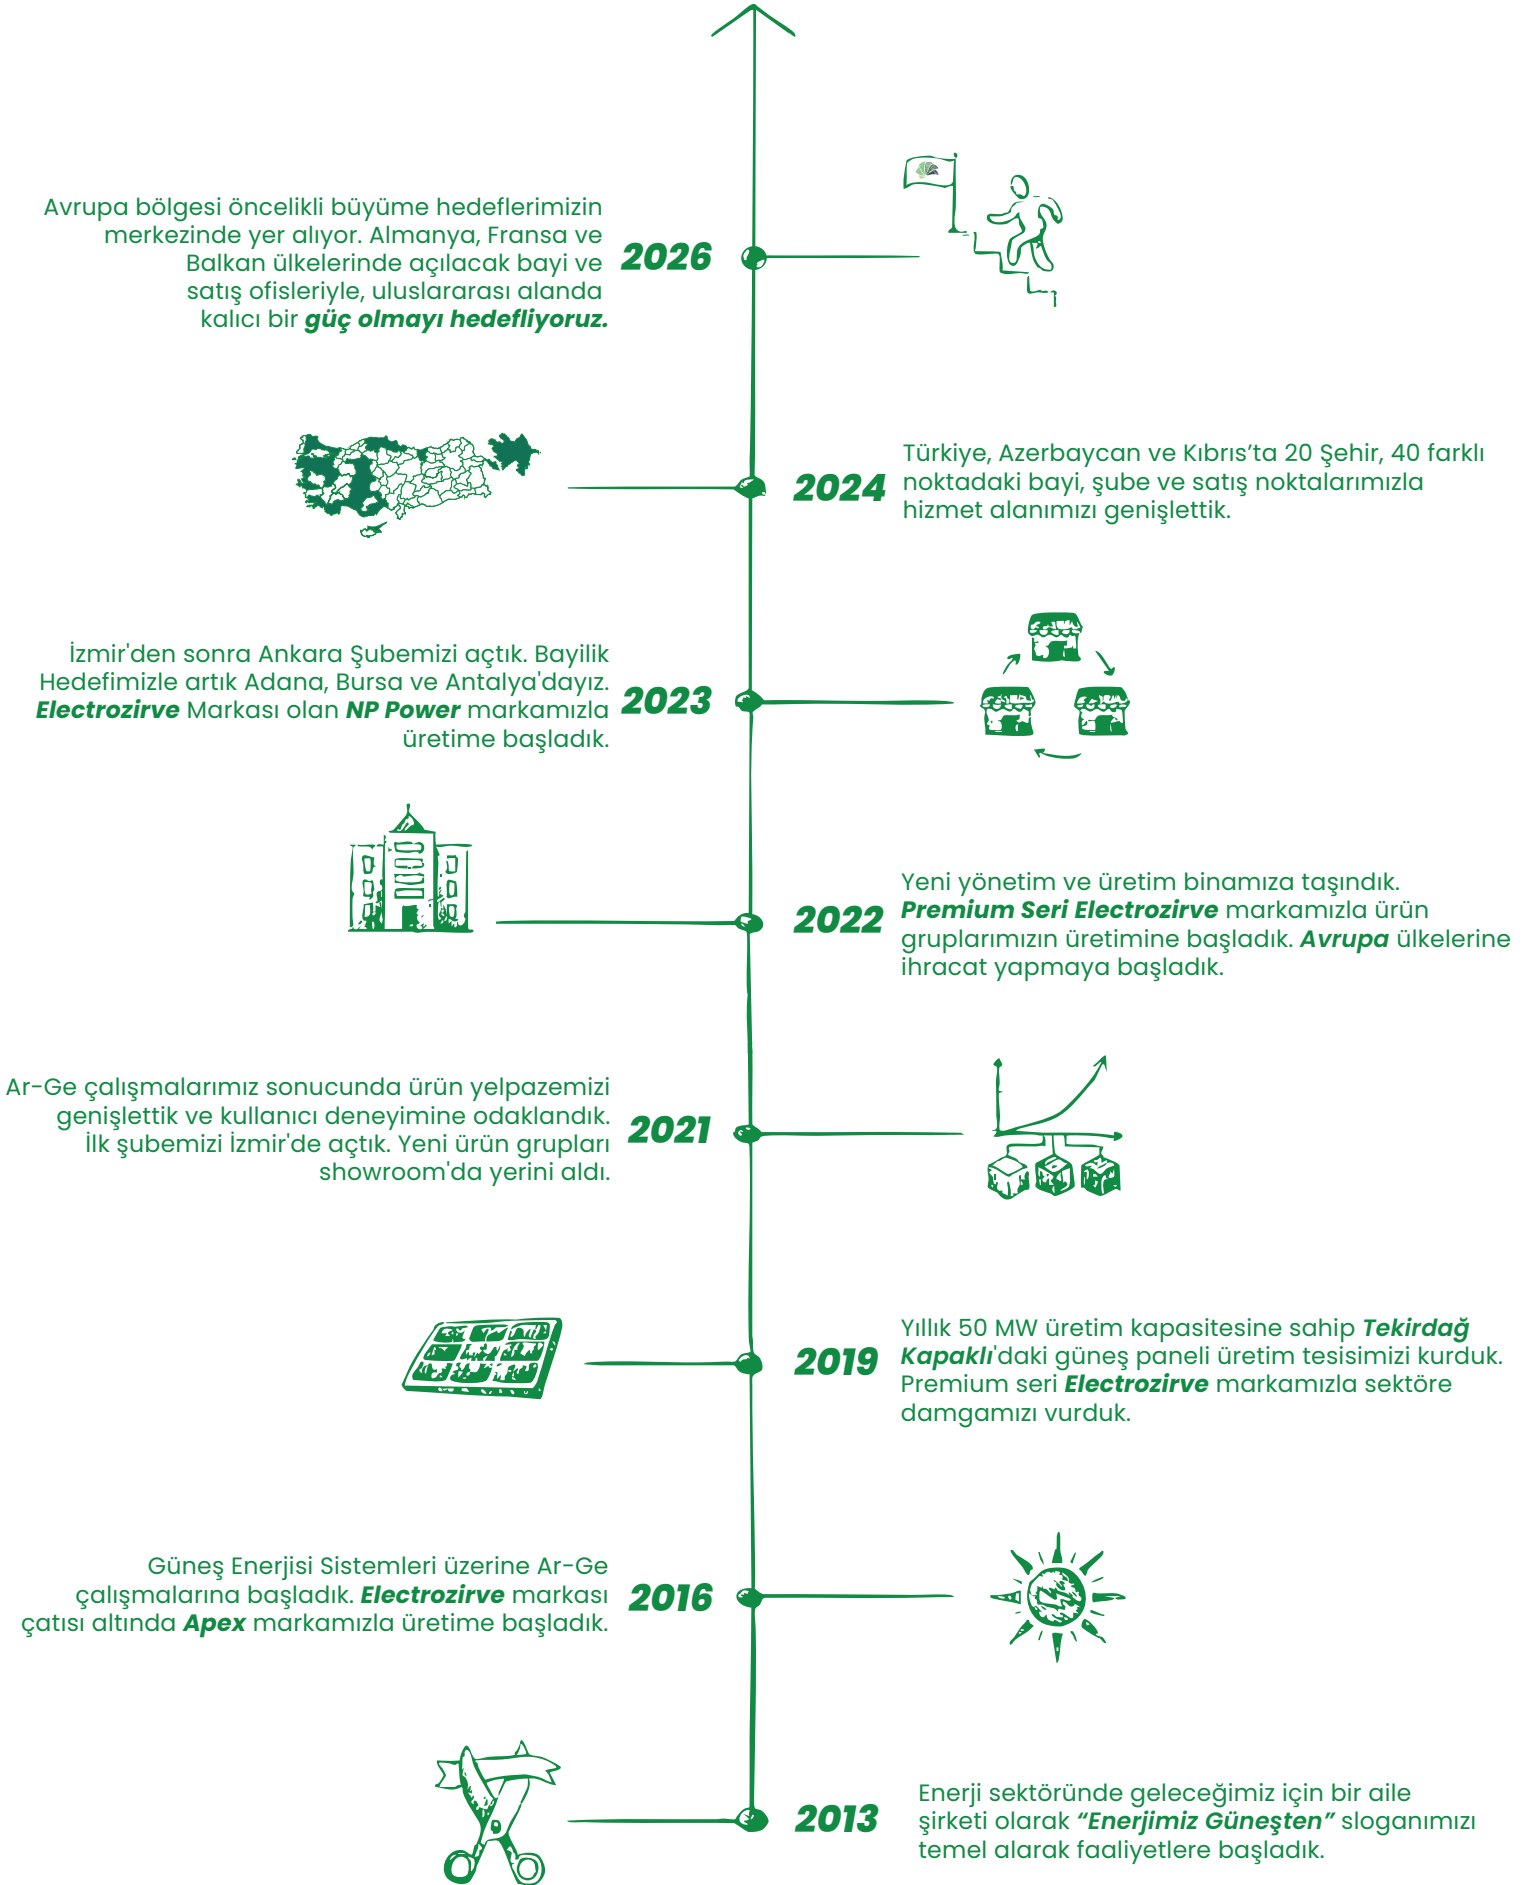 Avrupa bölgesi öncelikli büyüme hedeflerimizin
merkezinde yer alıyor. Almanya, Fransa ve
Balkan ülkelerinde açılacak bayi ve
satış ofisleriyle, uluslararası alanda
kalıcı bir güç olmayı hedefliyoruz.
2026
2024
Türkiye, Azerbaycan ve Kıbrıs’ta 20 Şehir, 40 farklı
noktadaki bayi, şube ve satış noktalarımızla
hizmet alanımızı genişlettik.
İzmir'den sonra Ankara Şubemizi açtık. Bayilik
Hedefimizle artık Adana, Bursa ve Antalya'dayız.
Electrozirve Markası olan NP Power markamızla
üretime başladık.
2023
2022
Yeni yönetim ve üretim binamıza taşındık.
Premium Seri Electrozirve markamızla ürün
gruplarımızın üretimine başladık. Avrupa ülkelerine
ihracat yapmaya başladık.
Ar-Ge çalışmalarımız sonucunda ürün yelpazemizi
genişlettik ve kullanıcı deneyimine odaklandık.
İlk şubemizi İzmir'de açtık. Yeni ürün grupları
showroom'da yerini aldı.
2021
2019
Yıllık 50 MW üretim kapasitesine sahip Tekirdağ
Kapaklı'daki güneş paneli üretim tesisimizi kurduk.
Premium seri Electrozirve markamızla sektöre
damgamızı vurduk.
Güneş Enerjisi Sistemleri üzerine Ar-Ge
çalışmalarına başladık. Electrozirve markası
çatısı altında Apex markamızla üretime başladık.
2016
2013
Enerji sektöründe geleceğimiz için bir aile
şirketi olarak “Enerjimiz Güneşten” sloganımızı
temel alarak faaliyetlere başladık.